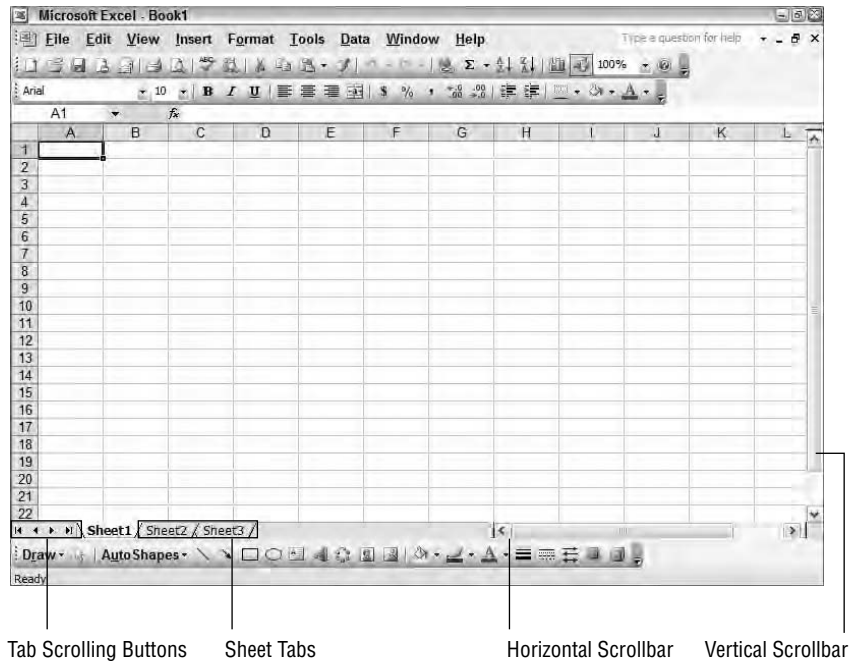 Microsoft Excel - Book1
File Edit View Insert Format Tools Data Window Help Type a question for help
100%
Arial 10 B I U $ % ,
A1 fx
A B C D E F G H I J K L
1
2
3
4
5
6
7
8
9
10
11
12
13
14
15
16
17
18
19
20
21
22
Sheet1 Sheet2 Sheet3
Draw AutoShapes A
Ready
Tab Scrolling Buttons Sheet Tabs Horizontal Scrollbar Vertical Scrollbar